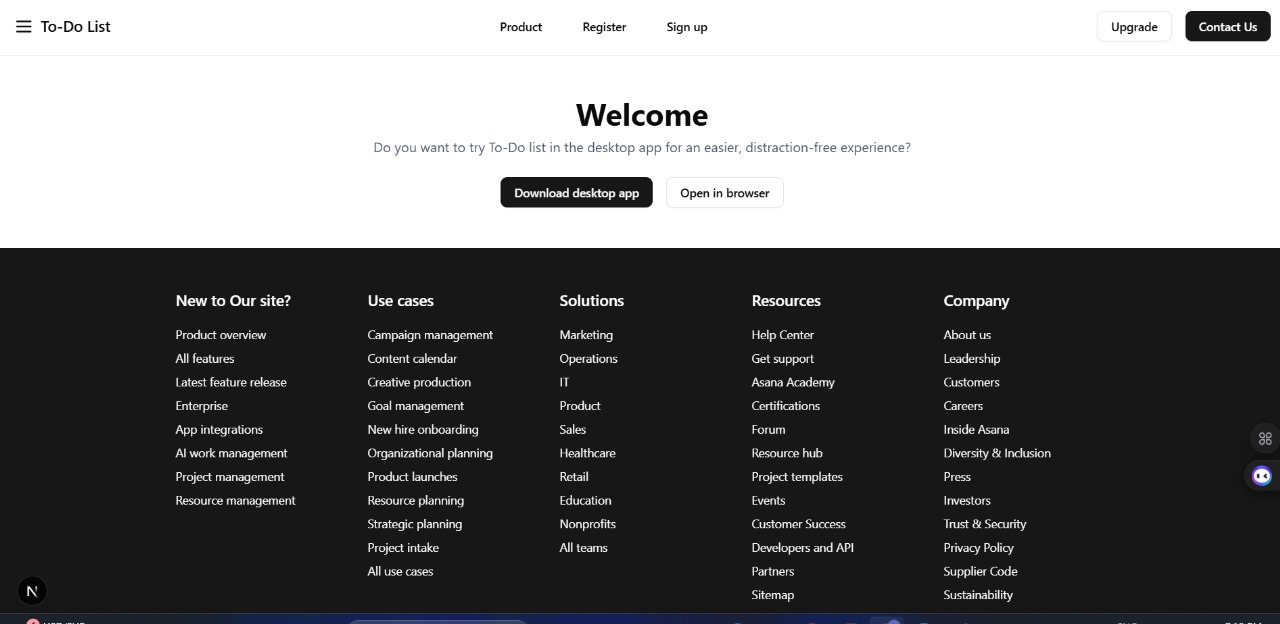 To-Do List
Product
Register
Sign up
Upgrade
Contact Us
Welcome
Do you want to try To-Do list in the desktop app for an easier, distraction-free experience?
Download desktop app
Open in browser
New to Our site?
Product overview
All features
Latest feature release
Enterprise
App integrations
AI work management
Project management
Resource management
Use cases
Campaign management
Content calendar
Creative production
Goal management
New hire onboarding
Organizational planning
Product launches
Resource planning
Strategic planning
Project intake
All use cases
Solutions
Marketing
Operations
IT
Product
Sales
Healthcare
Retail
Education
Nonprofits
All teams
Resources
Help Center
Get support
Asana Academy
Certifications
Forum
Resource hub
Project templates
Events
Customer Success
Developers and API
Partners
Sitemap
Company
About us
Leadership
Customers
Careers
Inside Asana
Diversity & Inclusion
Press
Investors
Trust & Security
Privacy Policy
Supplier Code
Sustainability
N